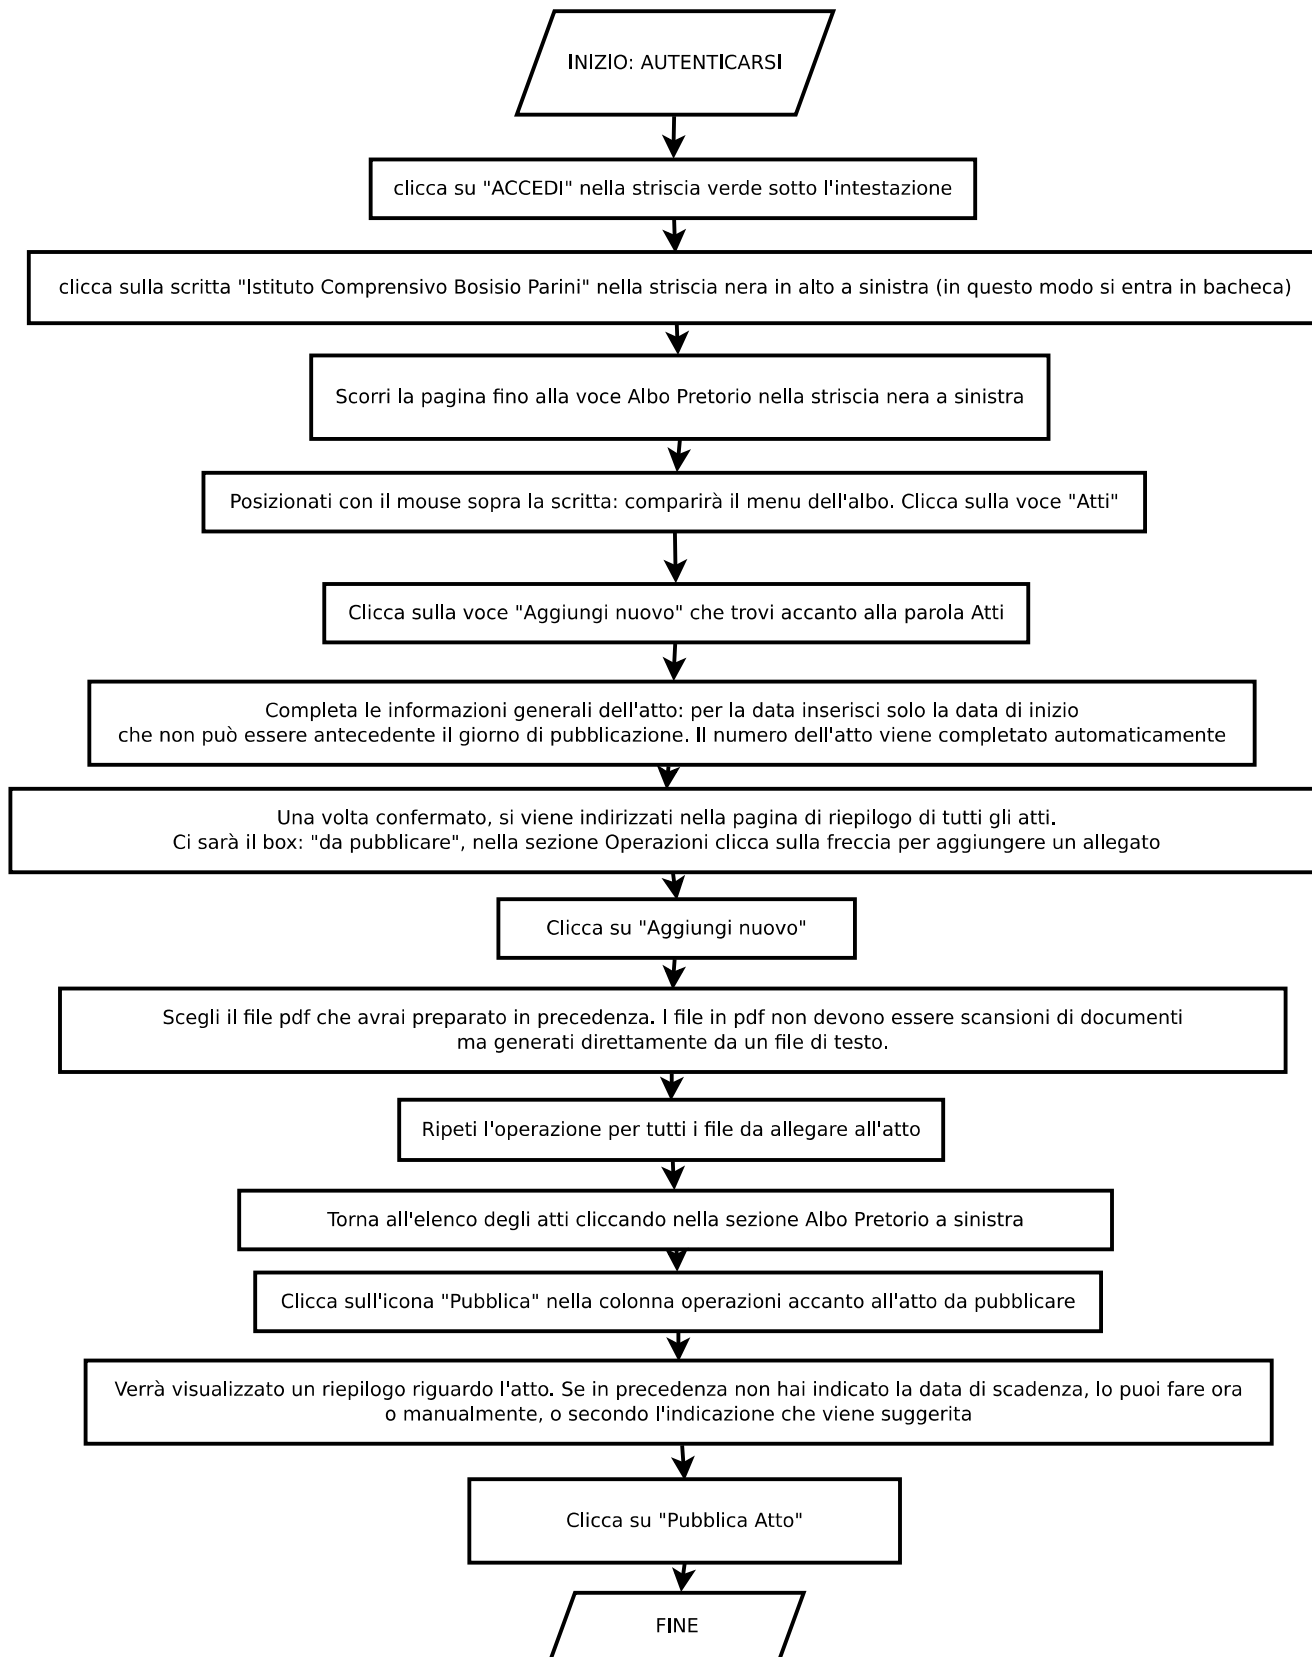 INIZIO: AUTENTICARSI
clicca su "ACCEDI" nella striscia verde sotto l'intestazione
clicca sulla scritta "Istituto Comprensivo Bosisio Parini" nella striscia nera in alto a sinistra (in questo modo si entra in bacheca)
Scorri la pagina fino alla voce Albo Pretorio nella striscia nera a sinistra
Posizionati con il mouse sopra la scritta: comparirà il menu dell'albo. Clicca sulla voce "Atti"
Clicca sulla voce "Aggiungi nuovo" che trovi accanto alla parola Atti
Completa le informazioni generali dell'atto: per la data inserisci solo la data di inizio
che non può essere antecedente il giorno di pubblicazione. Il numero dell'atto viene completato automaticamente
Una volta confermato, si viene indirizzati nella pagina di riepilogo di tutti gli atti.
Ci sarà il box: "da pubblicare", nella sezione Operazioni clicca sulla freccia per aggiungere un allegato
Clicca su "Aggiungi nuovo"
Scegli il file pdf che avrai preparato in precedenza. I file in pdf non devono essere scansioni di documenti
ma generati direttamente da un file di testo.
Ripeti l'operazione per tutti i file da allegare all'atto
Torna all'elenco degli atti cliccando nella sezione Albo Pretorio a sinistra
Clicca sull'icona "Pubblica" nella colonna operazioni accanto all'atto da pubblicare
Verrà visualizzato un riepilogo riguardo l'atto. Se in precedenza non hai indicato la data di scadenza, lo puoi fare ora
o manualmente, o secondo l'indicazione che viene suggerita
Clicca su "Pubblica Atto"
FINE